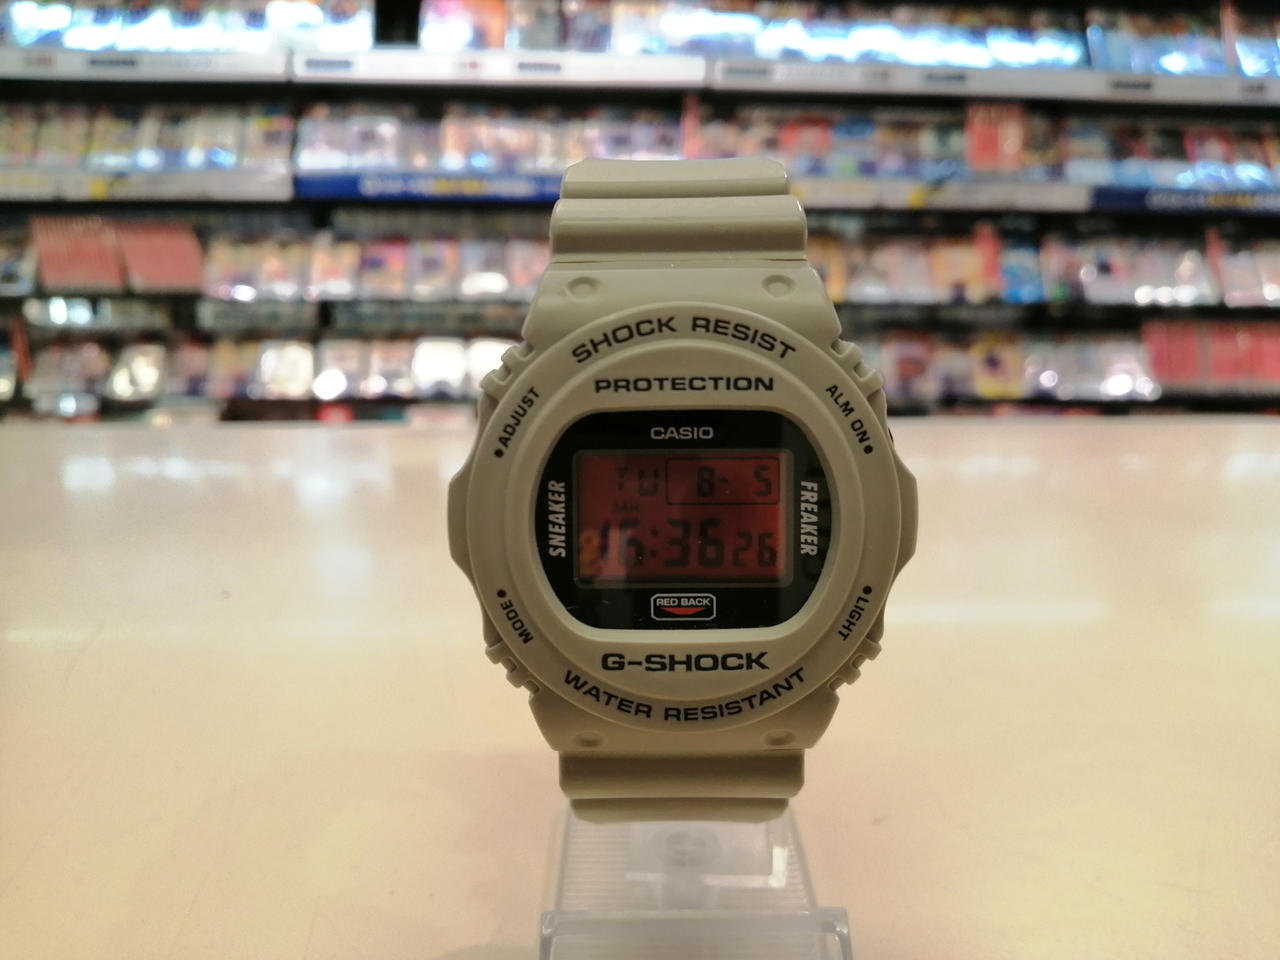 SHOCK RESIST
PROTECTION
ADJUST
ALM ON
CASIO
TU 8- 5
16:36 26
SNEAKER
FREAKER
RED BACK
MODE
LIGHT
G-SHOCK
WATER RESISTANT